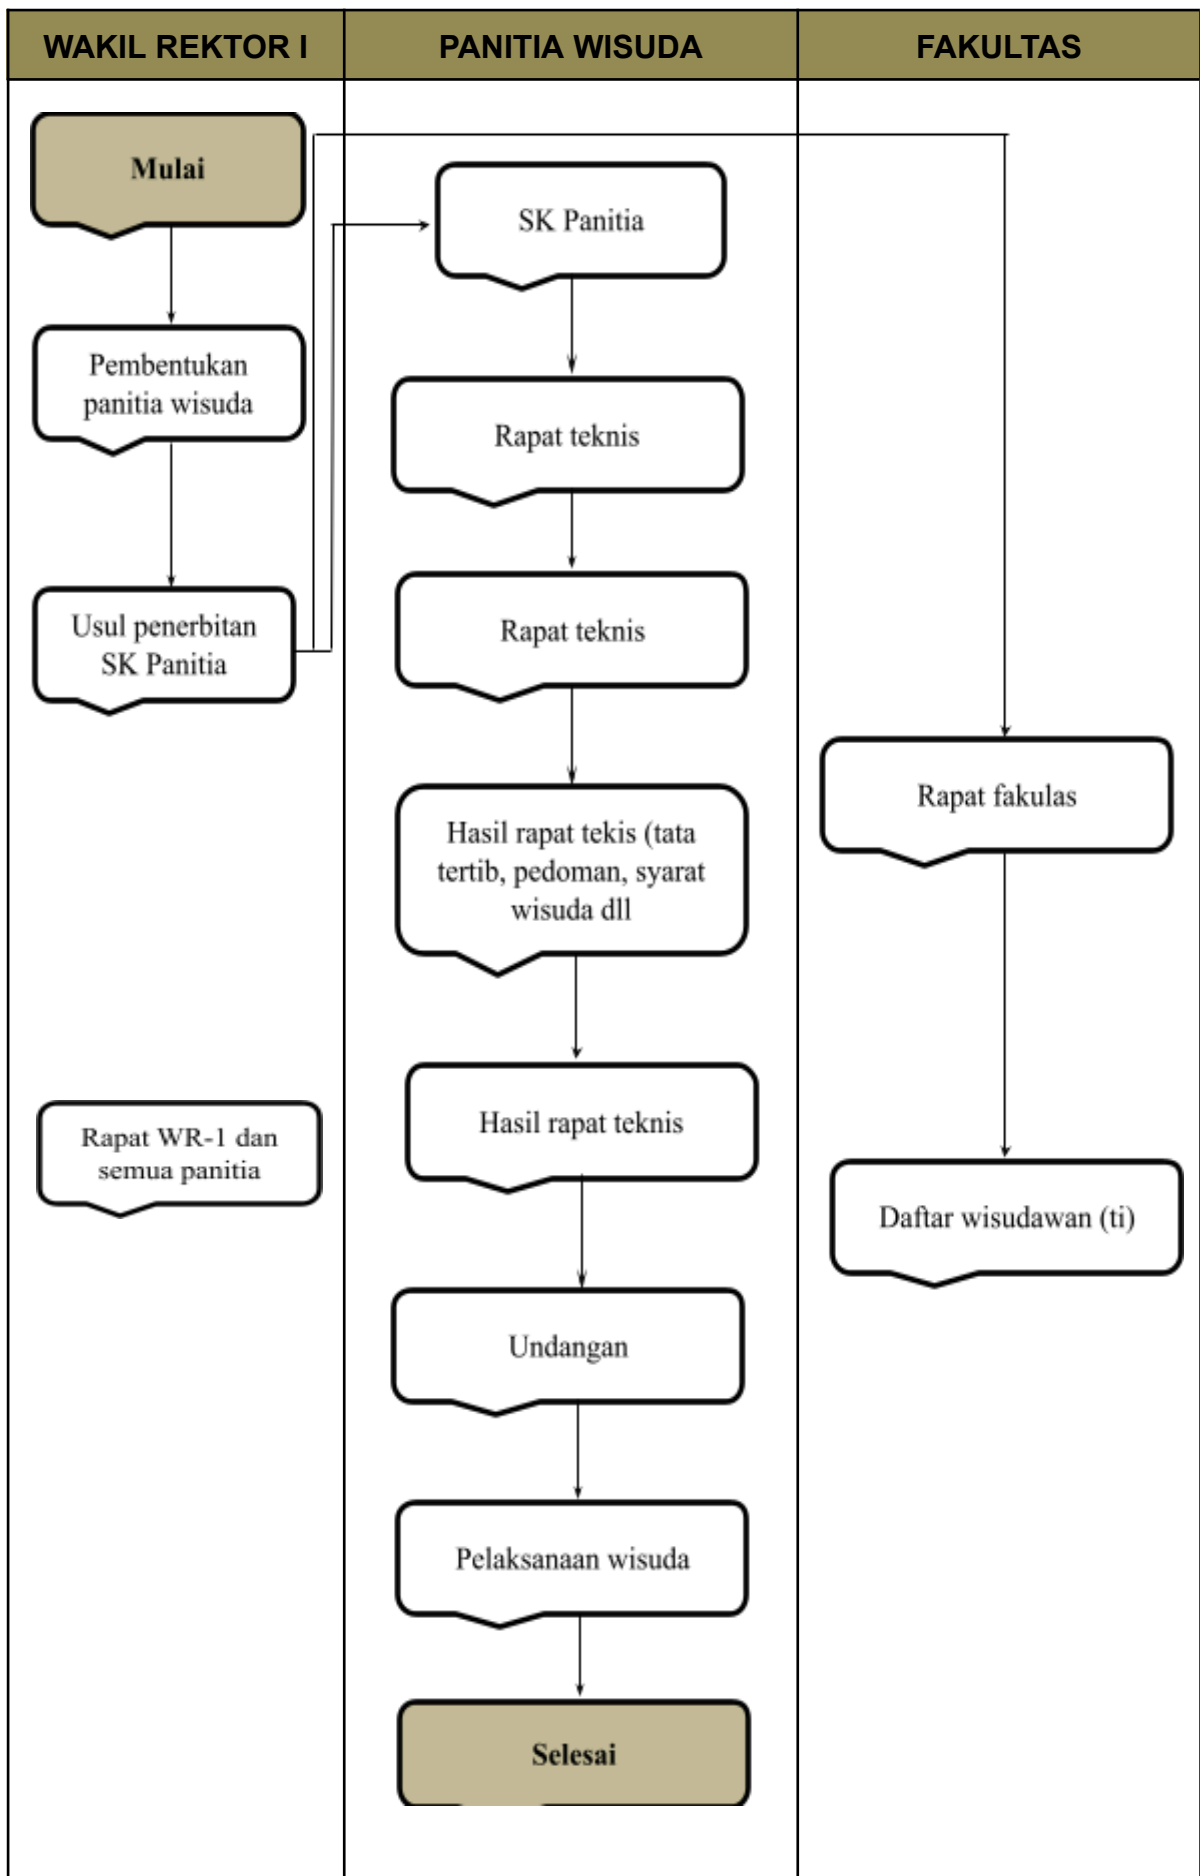 WAKIL REKTOR I
PANITIA WISUDA
FAKULTAS
Mulai
Pembentukan
panitia wisuda
Usul penerbitan
SK Panitia
Rapat WR-1 dan
semua panitia
SK Panitia
Rapat teknis
Rapat teknis
Hasil rapat tekis (tata
tertib, pedoman, syarat
wisuda dll
Hasil rapat teknis
Undangan
Pelaksanaan wisuda
Selesai
Rapat fakulas
Daftar wisudawan (ti)